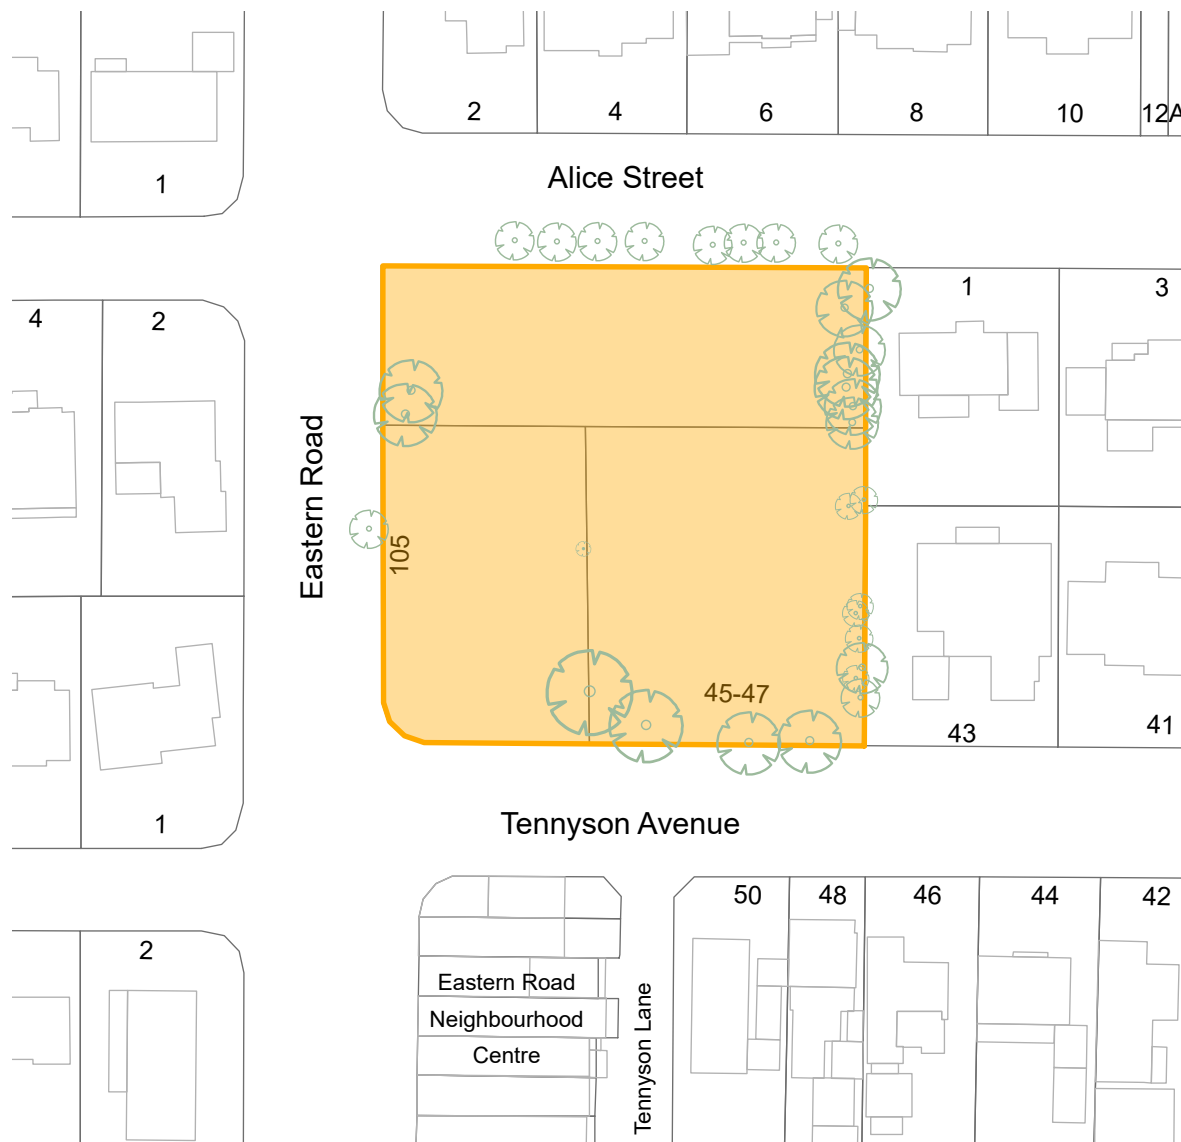 2
4
6
8
10
12A
1
Alice Street
1
3
4
2
Eastern Road
105
45-47
43
41
1
Tennyson Avenue
50
48
46
44
42
2
Eastern Road
Neighbourhood
Centre
Tennyson Lane